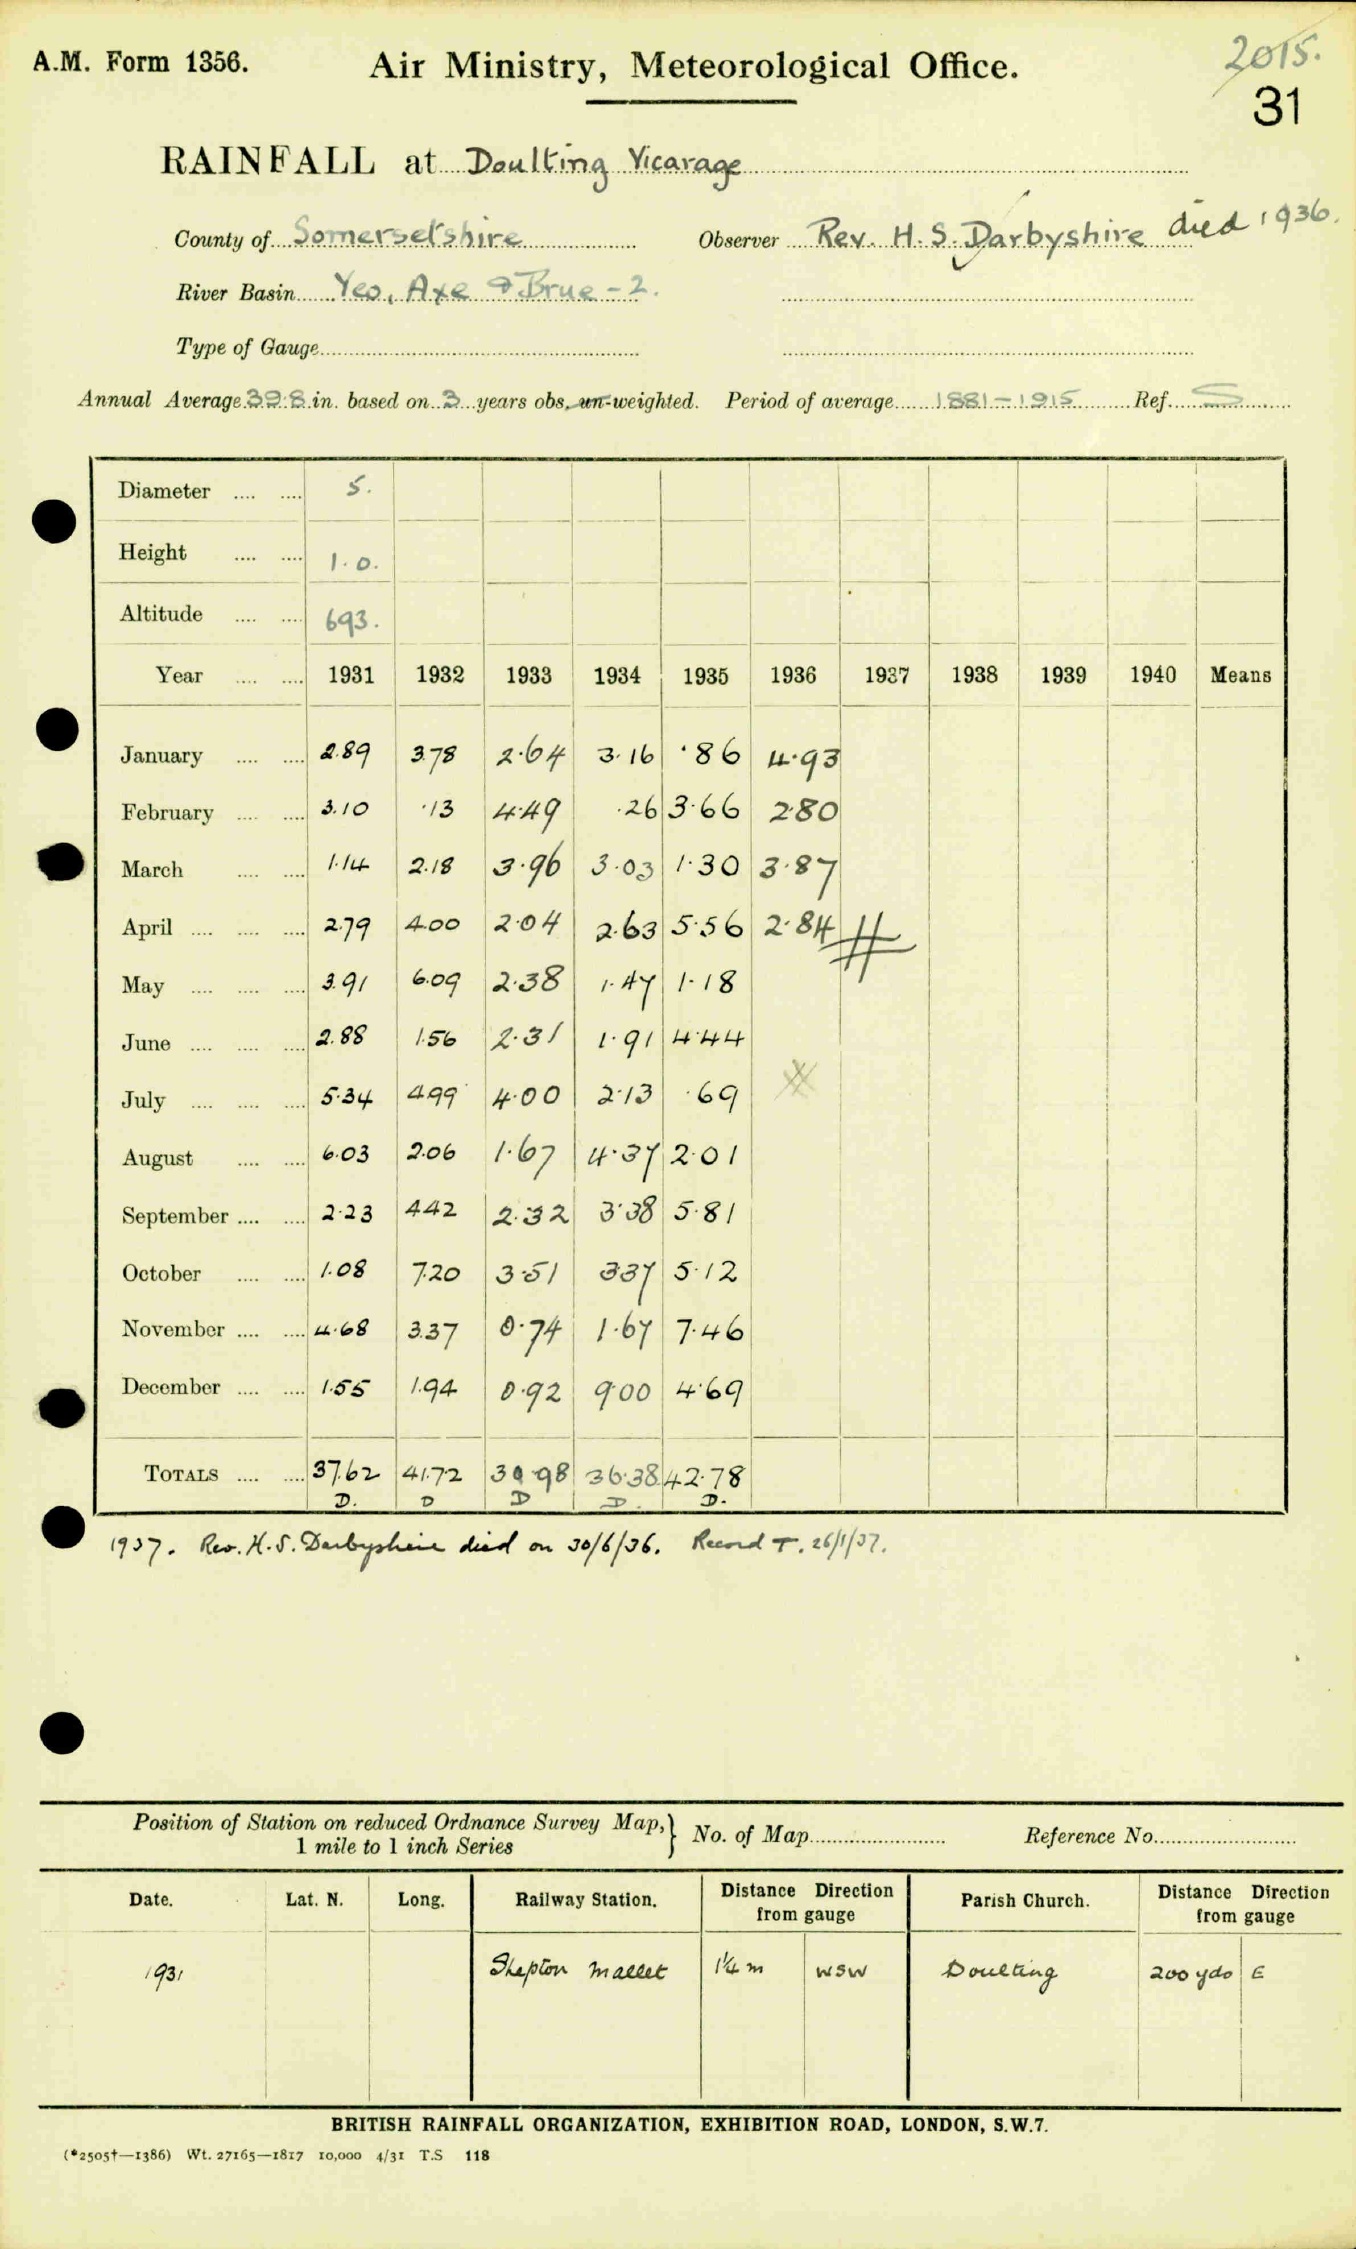 A.M. Form 1356. Air Ministry, Meteorological Office. 2015.
31
RAINFALL at Doulting Vicarage
County of Somersetshire Observer Rev. H. S. Darbyshire died 1936.
River Basin Yeo, Axe & Brue - 2.
Type of Gauge
Annual Average 39.8 in. based on 3 years obs. un-weighted. Period of average 1881-1915 Ref. S
Diameter .... .... 5.
Height .... .... 1.0.
Altitude .... .... 693.
Year .... .... 1931 1932 1933 1934 1935 1936 1937 1938 1939 1940 Means
January .... .... 2.89 3.78 2.64 3.16 .86 4.93
February .... .... 3.10 .13 4.49 .26 3.66 2.80
March .... .... 1.14 2.18 3.96 3.03 1.30 3.87
April .... .... .... 2.79 4.00 2.04 2.63 5.56 2.84
May .... .... .... 3.91 6.09 2.38 1.47 1.18
June .... .... .... 2.88 1.56 2.31 1.91 4.44
July .... .... .... 5.34 4.99 4.00 2.13 .69
August .... .... 6.03 2.06 1.67 4.37 2.01
September .... .... 2.23 4.42 2.32 3.38 5.81
October .... .... 1.08 7.20 3.51 3.37 5.12
November .... .... 4.68 3.37 0.74 1.67 7.46
December .... .... 1.55 1.94 0.92 9.00 4.69
TOTALS .... .... 37.62 41.72 30.98 36.38 42.78
D. D D D. D.
1937. Rev. H. S. Darbyshire died on 30/6/36. Record T. 26/1/37.
Position of Station on reduced Ordnance Survey Map, } No. of Map Reference No.
1 mile to 1 inch Series
Date. Lat. N. Long. Railway Station. Distance Direction Parish Church. Distance Direction
from gauge from gauge
1931 Shepton Mallet 1¼ m WSW Doulting 200 yds E
BRITISH RAINFALL ORGANIZATION, EXHIBITION ROAD, LONDON, S.W.7.
(*2505†—1386) Wt. 27165—1817 10,000 4/31 T.S 118